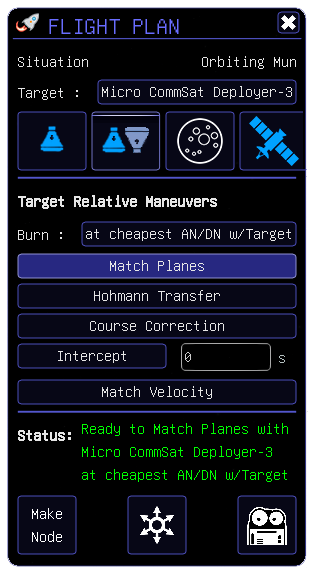 FLIGHT PLAN
Situation Orbiting Mun
Target : Micro CommSat Deployer-3
Target Relative Maneuvers
Burn : at cheapest AN/DN w/Target
Match Planes
Hohmann Transfer
Course Correction
Intercept 0 s
Match Velocity
Status: Ready to Match Planes with
Micro CommSat Deployer-3
at cheapest AN/DN w/Target
Make
Node